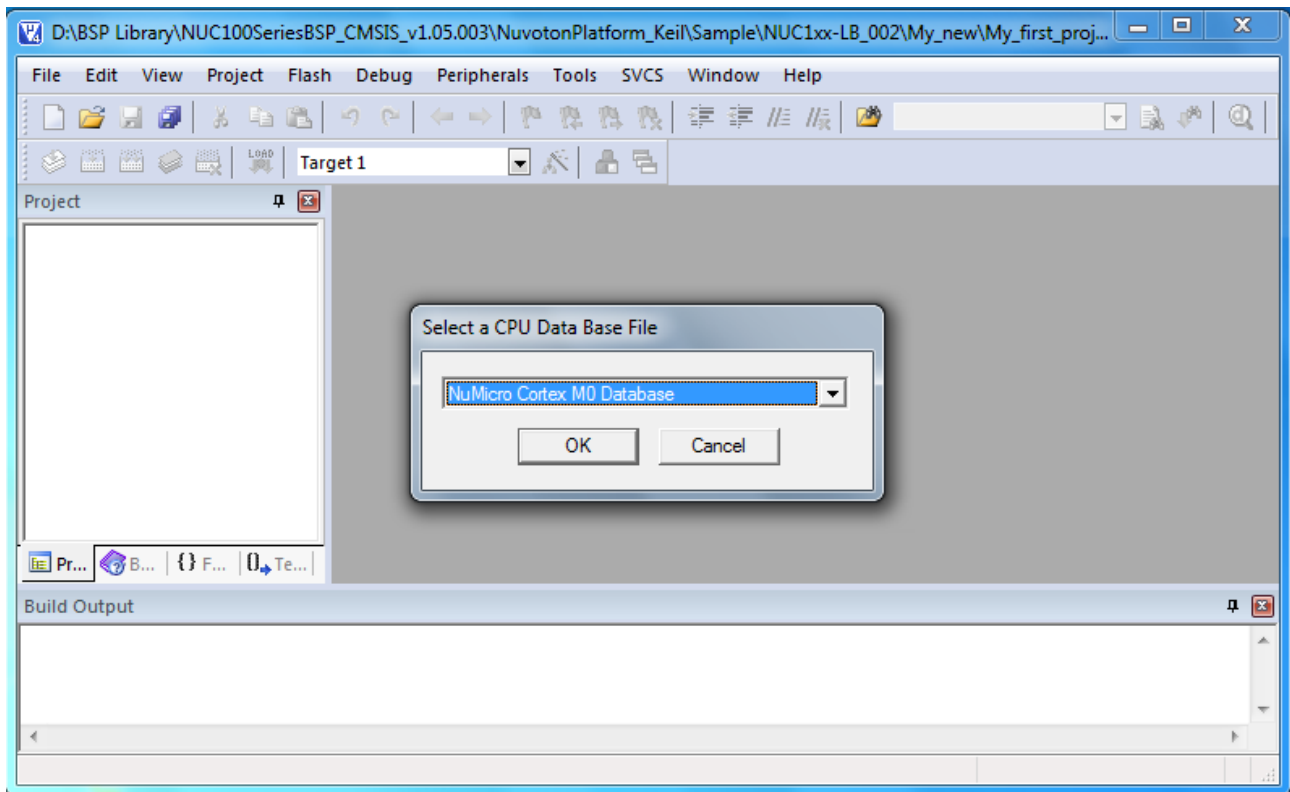 D:\BSP Library\NUC100SeriesBSP_CMSIS_v1.05.003\NuvotonPlatform_Keil\Sample\NUC1xx-LB_002\My_new\My_first_proj...
File Edit View Project Flash Debug Peripherals Tools SVCS Window Help
LOAD Target 1
Project
Select a CPU Data Base File
NuMicro Cortex M0 Database
OK Cancel
Pr... B... {} F... 0 Te...
Build Output